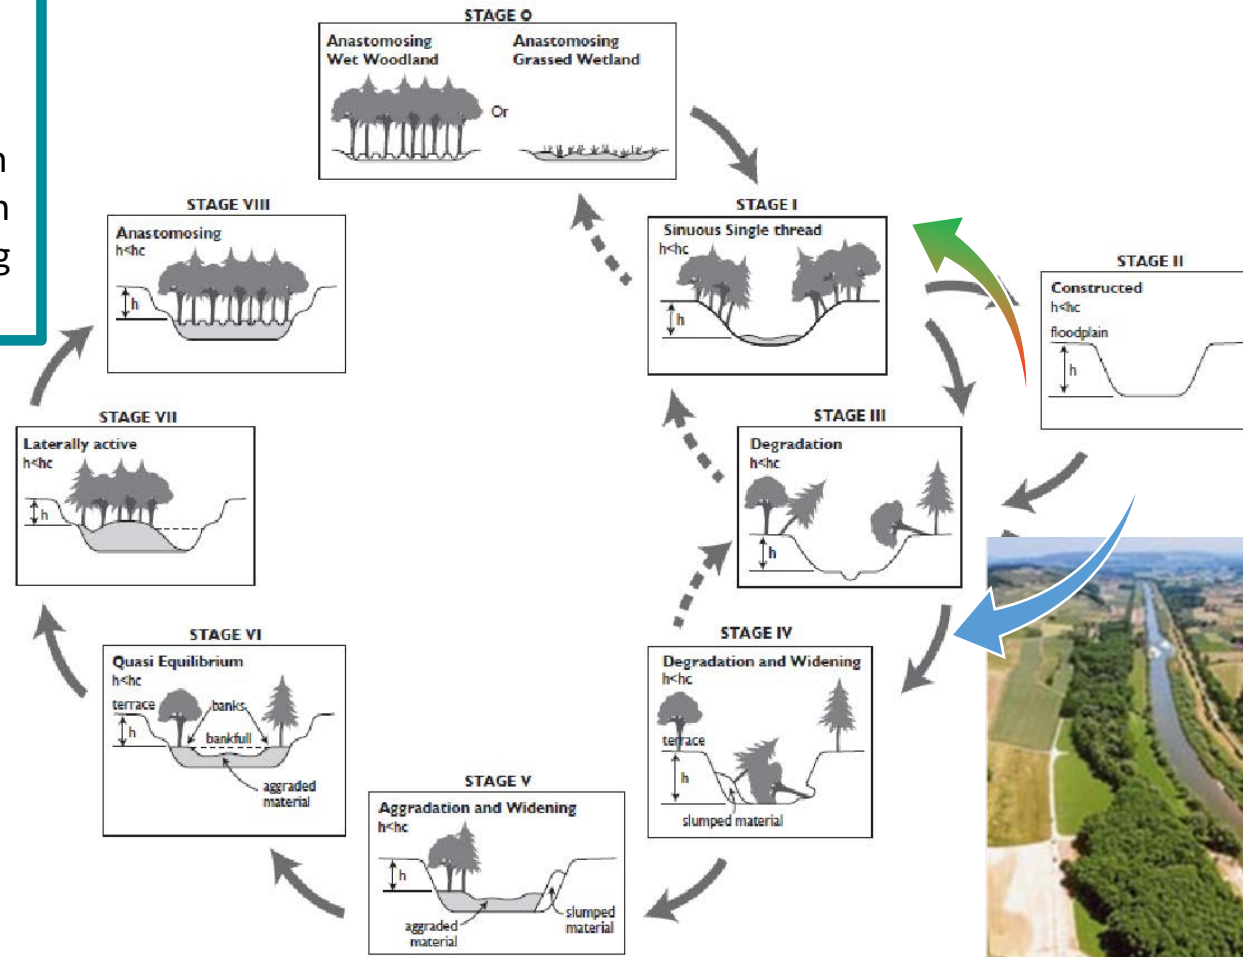 STAGE O
Anastomosing
Wet Woodland
Or
Anastomosing
Grassed Wetland
STAGE I
Sinuous Single thread
h<hc
h
STAGE II
Constructed
h<hc
floodplain
h
STAGE III
Degradation
h<hc
h
STAGE IV
Degradation and Widening
h<hc
terrace
h
slumped material
STAGE V
Aggradation and Widening
h<hc
h
aggraded
material
slumped
material
STAGE VI
Quasi Equilibrium
h<hc
terrace
banks
h
bankfull
aggraded
material
STAGE VII
Laterally active
h<hc
h
STAGE VIII
Anastomosing
h<hc
h